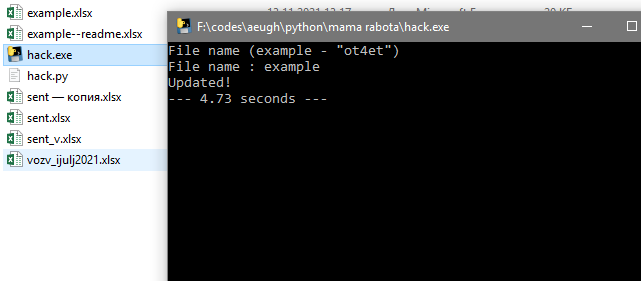 example.xlsx
example--readme.xlsx
hack.exe
hack.py
sent — копия.xlsx
sent.xlsx
sent_v.xlsx
vozv_ijulj2021.xlsx
F:\codes\aeugh\python\mama rabota\hack.exe
File name (example - "ot4et")
File name : example
Updated!
--- 4.73 seconds ---